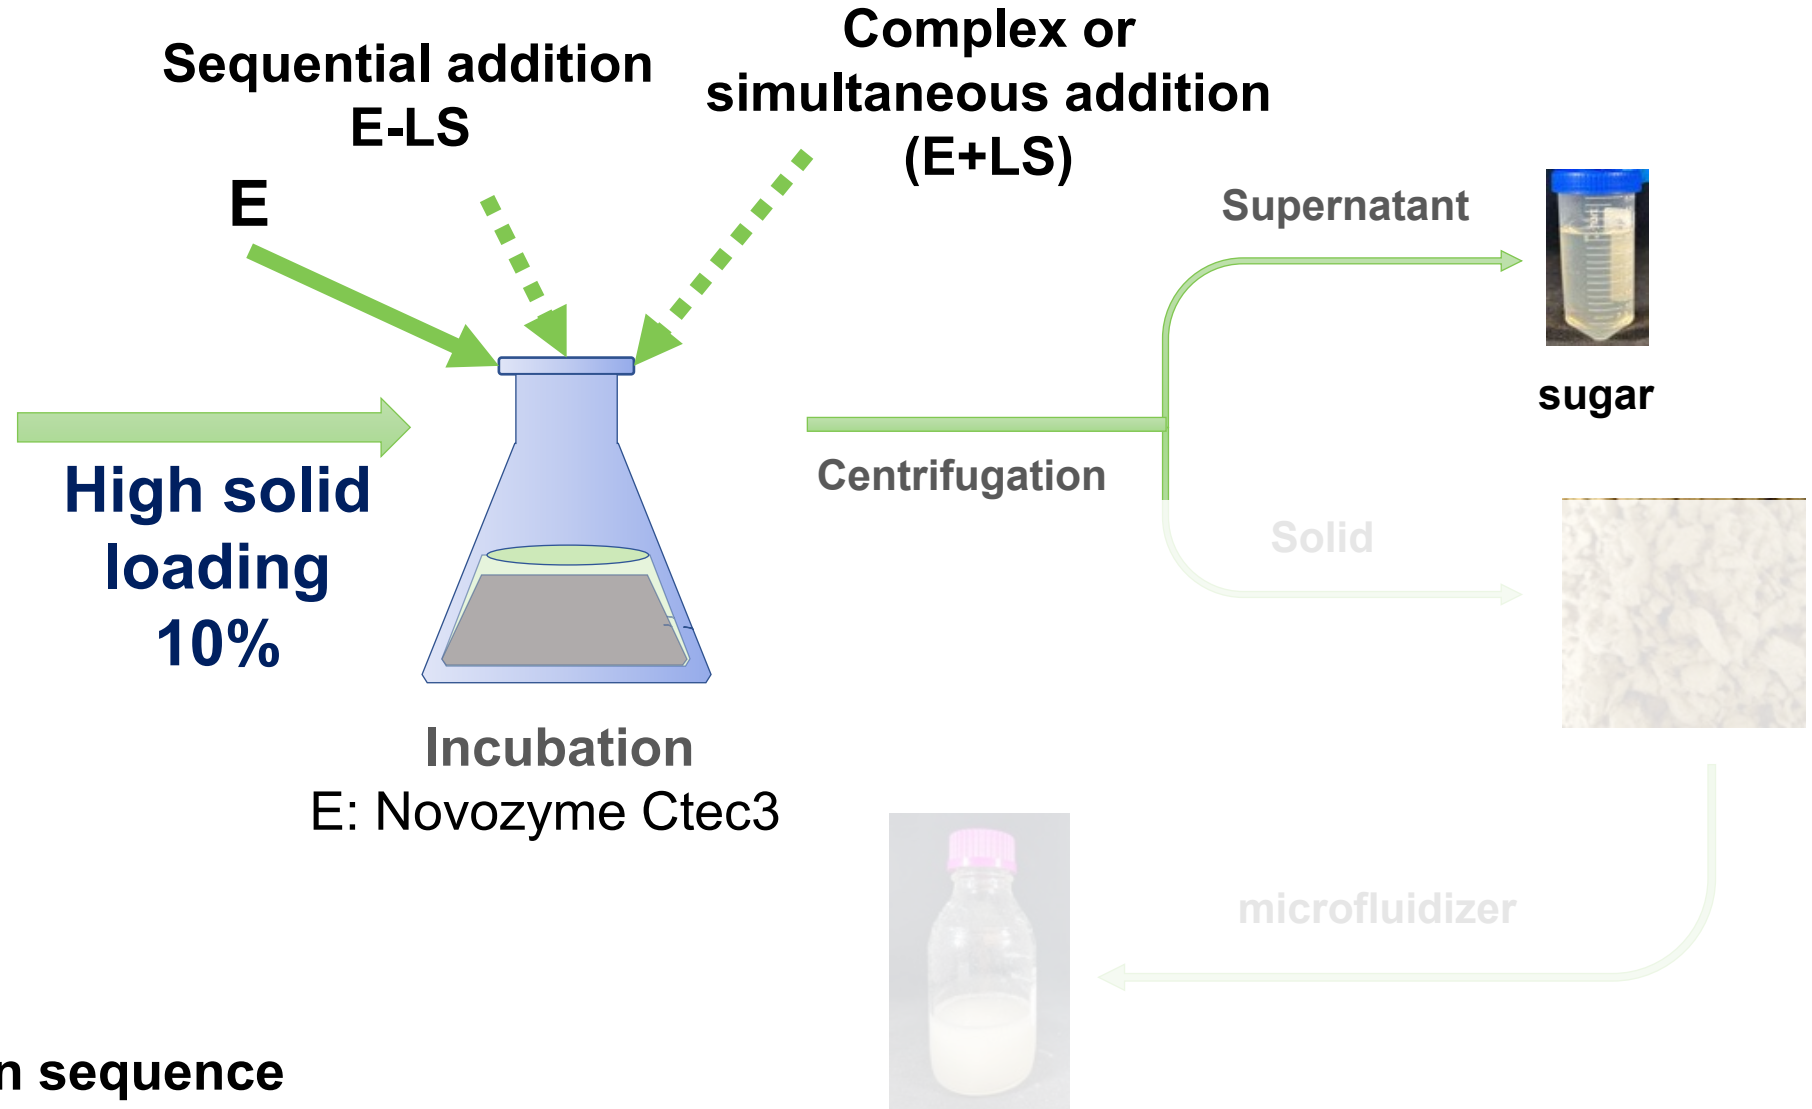 Sequential addition
E-LS
Complex or
simultaneous addition
(E+LS)
E
Supernatant
sugar
High solid
loading
10%
Centrifugation
Solid
Incubation
E: Novozyme Ctec3
microfluidizer
n sequence